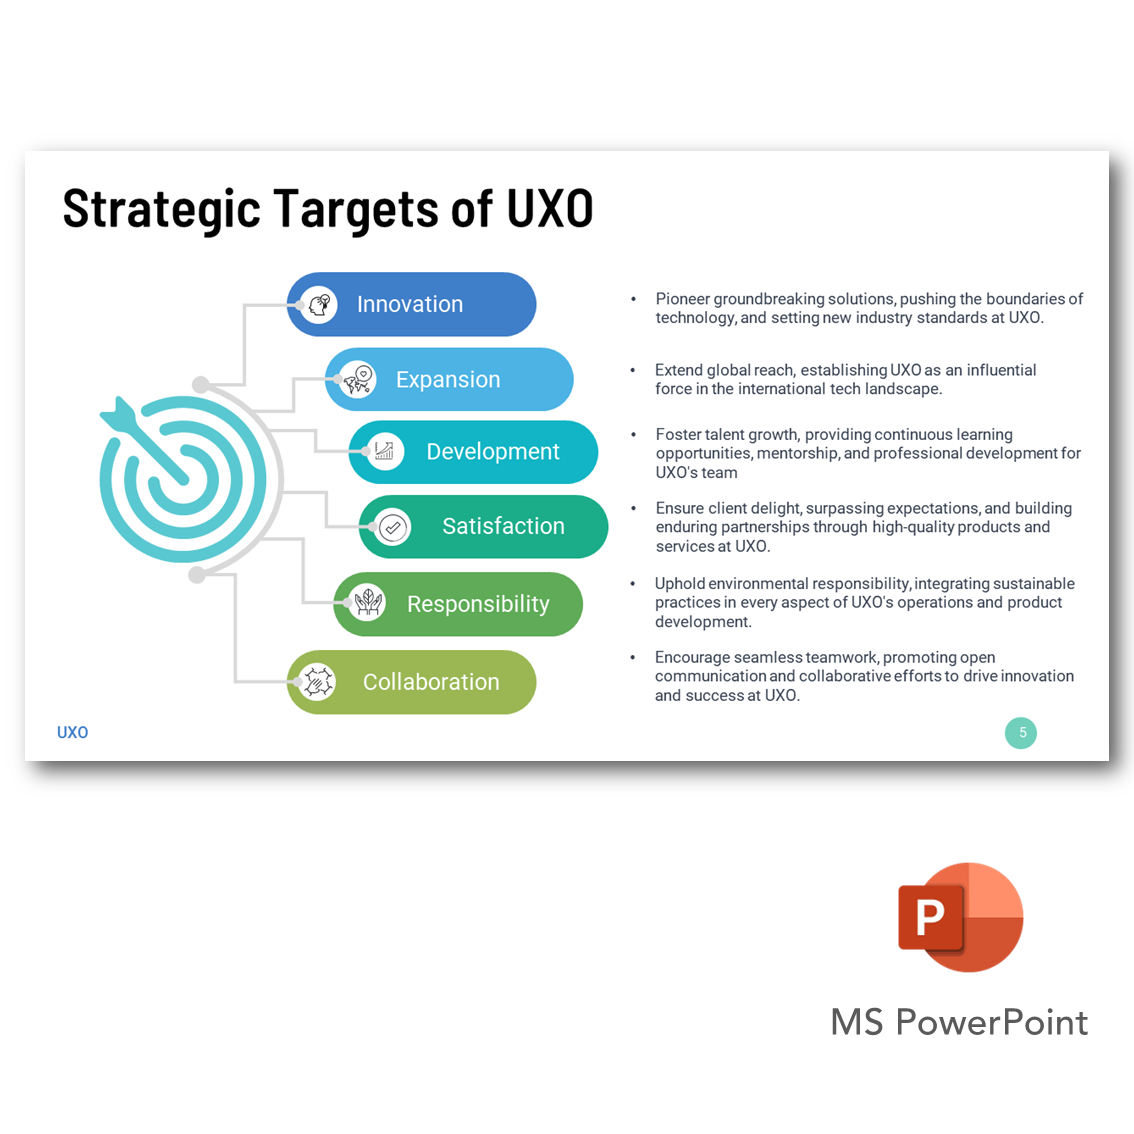 Strategic Targets of UXO
Innovation
• Pioneer groundbreaking solutions, pushing the boundaries of
technology, and setting new industry standards at UXO.
Expansion
• Extend global reach, establishing UXO as an influential
force in the international tech landscape.
Development
• Foster talent growth, providing continuous learning
opportunities, mentorship, and professional development for
UXO's team
Satisfaction
• Ensure client delight, surpassing expectations, and building
enduring partnerships through high-quality products and
services at UXO.
Responsibility
• Uphold environmental responsibility, integrating sustainable
practices in every aspect of UXO's operations and product
development.
Collaboration
• Encourage seamless teamwork, promoting open
communication and collaborative efforts to drive innovation
and success at UXO.
UXO
5
P
MS PowerPoint